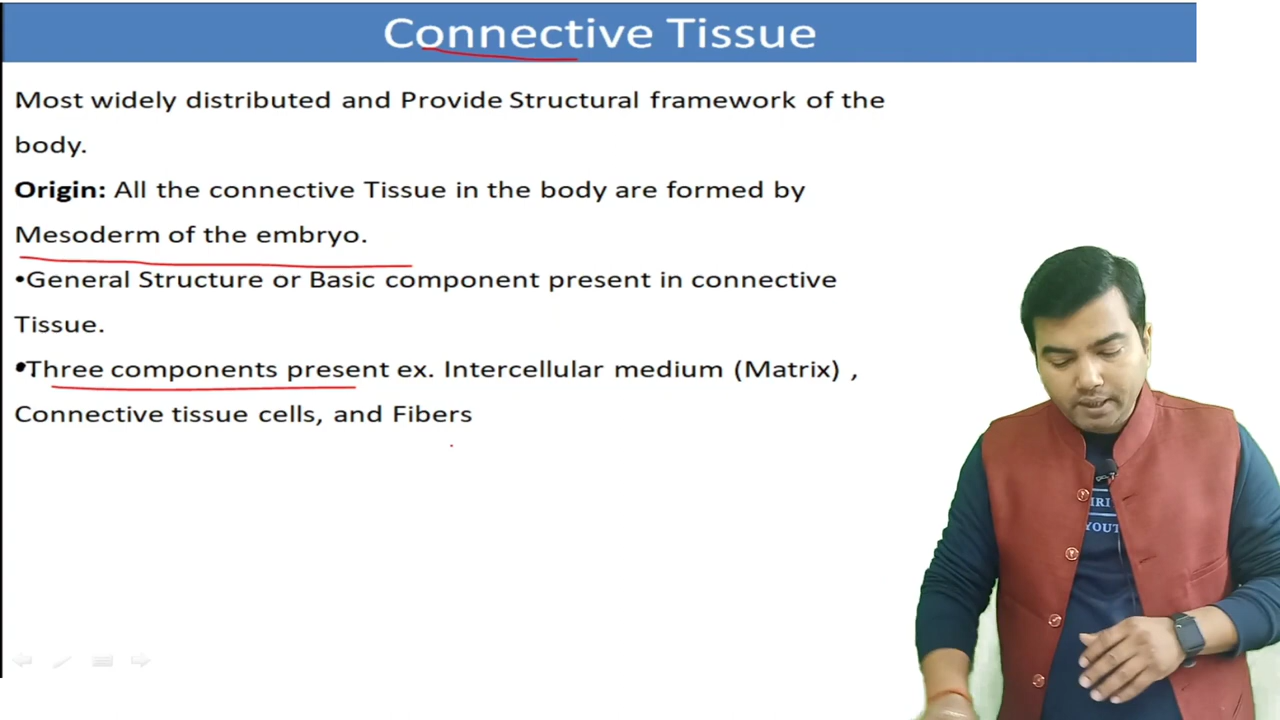 Connective Tissue
Most widely distributed and Provide Structural framework of the
body.
Origin: All the connective Tissue in the body are formed by
Mesoderm of the embryo.
•General Structure or Basic component present in connective
Tissue.
•Three components present ex. Intercellular medium (Matrix) ,
Connective tissue cells, and Fibers
IRI
YOUT